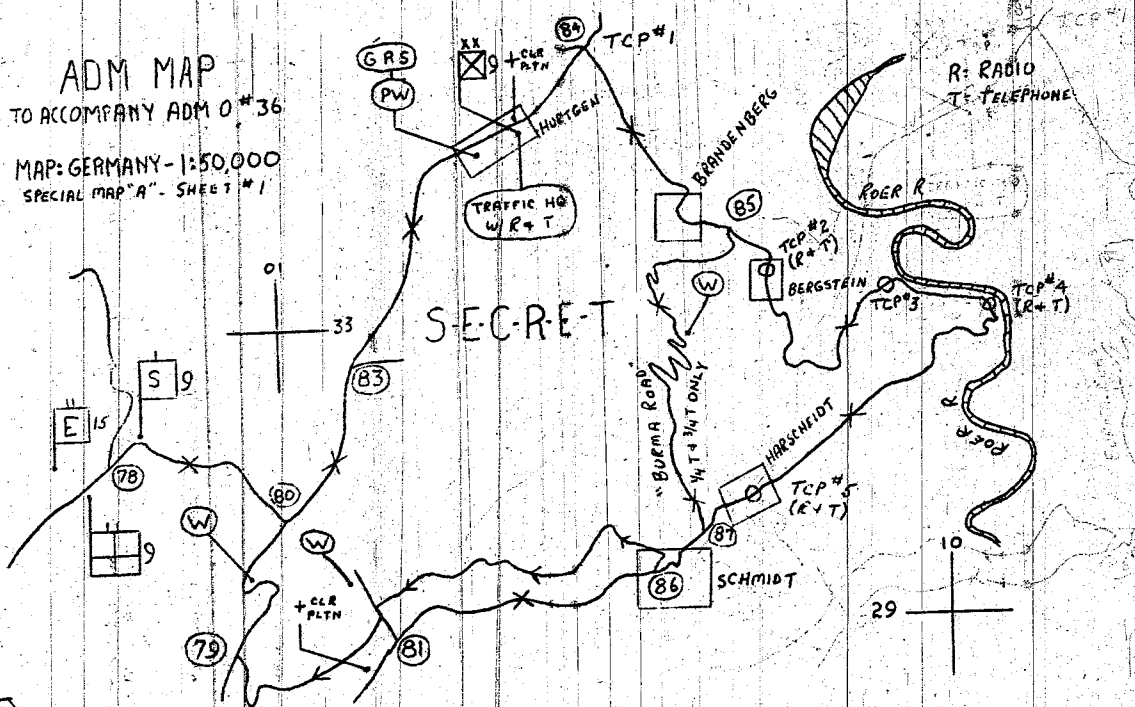 ADM MAP
TO ACCOMPANY ADM O #36
MAP: GERMANY - 1:50,000
SPECIAL MAP "A" - SHEET #1
84
TCP #1
GRS
PW
XX
9
+ CLR
PLTN
HURTGEN
TRAFFIC HQ
W R & T
R: RADIO
T: TELEPHONE
BRANDENBERG
85
TCP #2
(R & T)
BERGSTEIN
ROER R
TCP #3
TCP #4
(R & T)
W
01
33
S-E-C-R-E-T
83
S 9
E 15
78
9
80
W
W
"BURMA ROAD"
1/4 T & 3/4 T ONLY
HARSCHEIDT
TCP #5
(R & T)
87
86
SCHMIDT
ROER R
10
29
79
+ CLR
PLTN
81